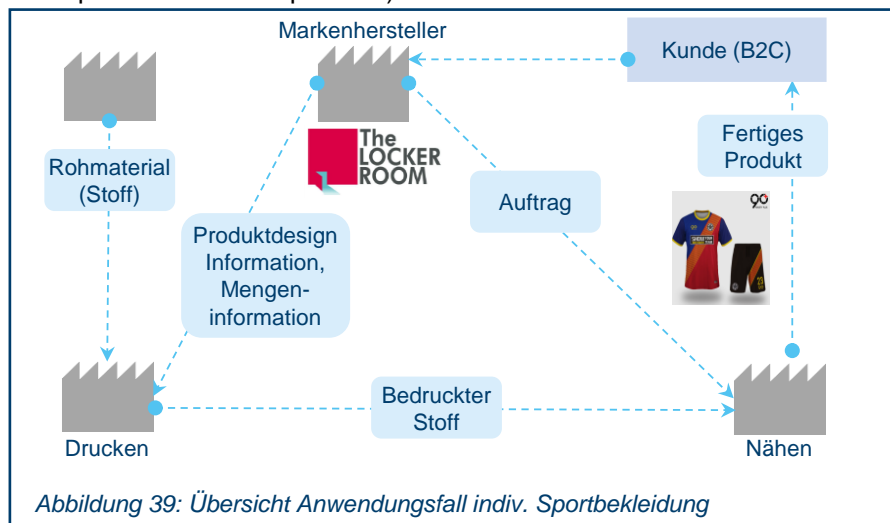 Markenhersteller
Kunde (B2C)
Rohmaterial
(Stoff)
The
LOCKER
ROOM
Fertiges
Produkt
Auftrag
90
Produktdesign
Information,
Mengen-
information
Bedruckter
Stoff
Drucken
Nähen
Abbildung 39: Übersicht Anwendungsfall indiv. Sportbekleidung